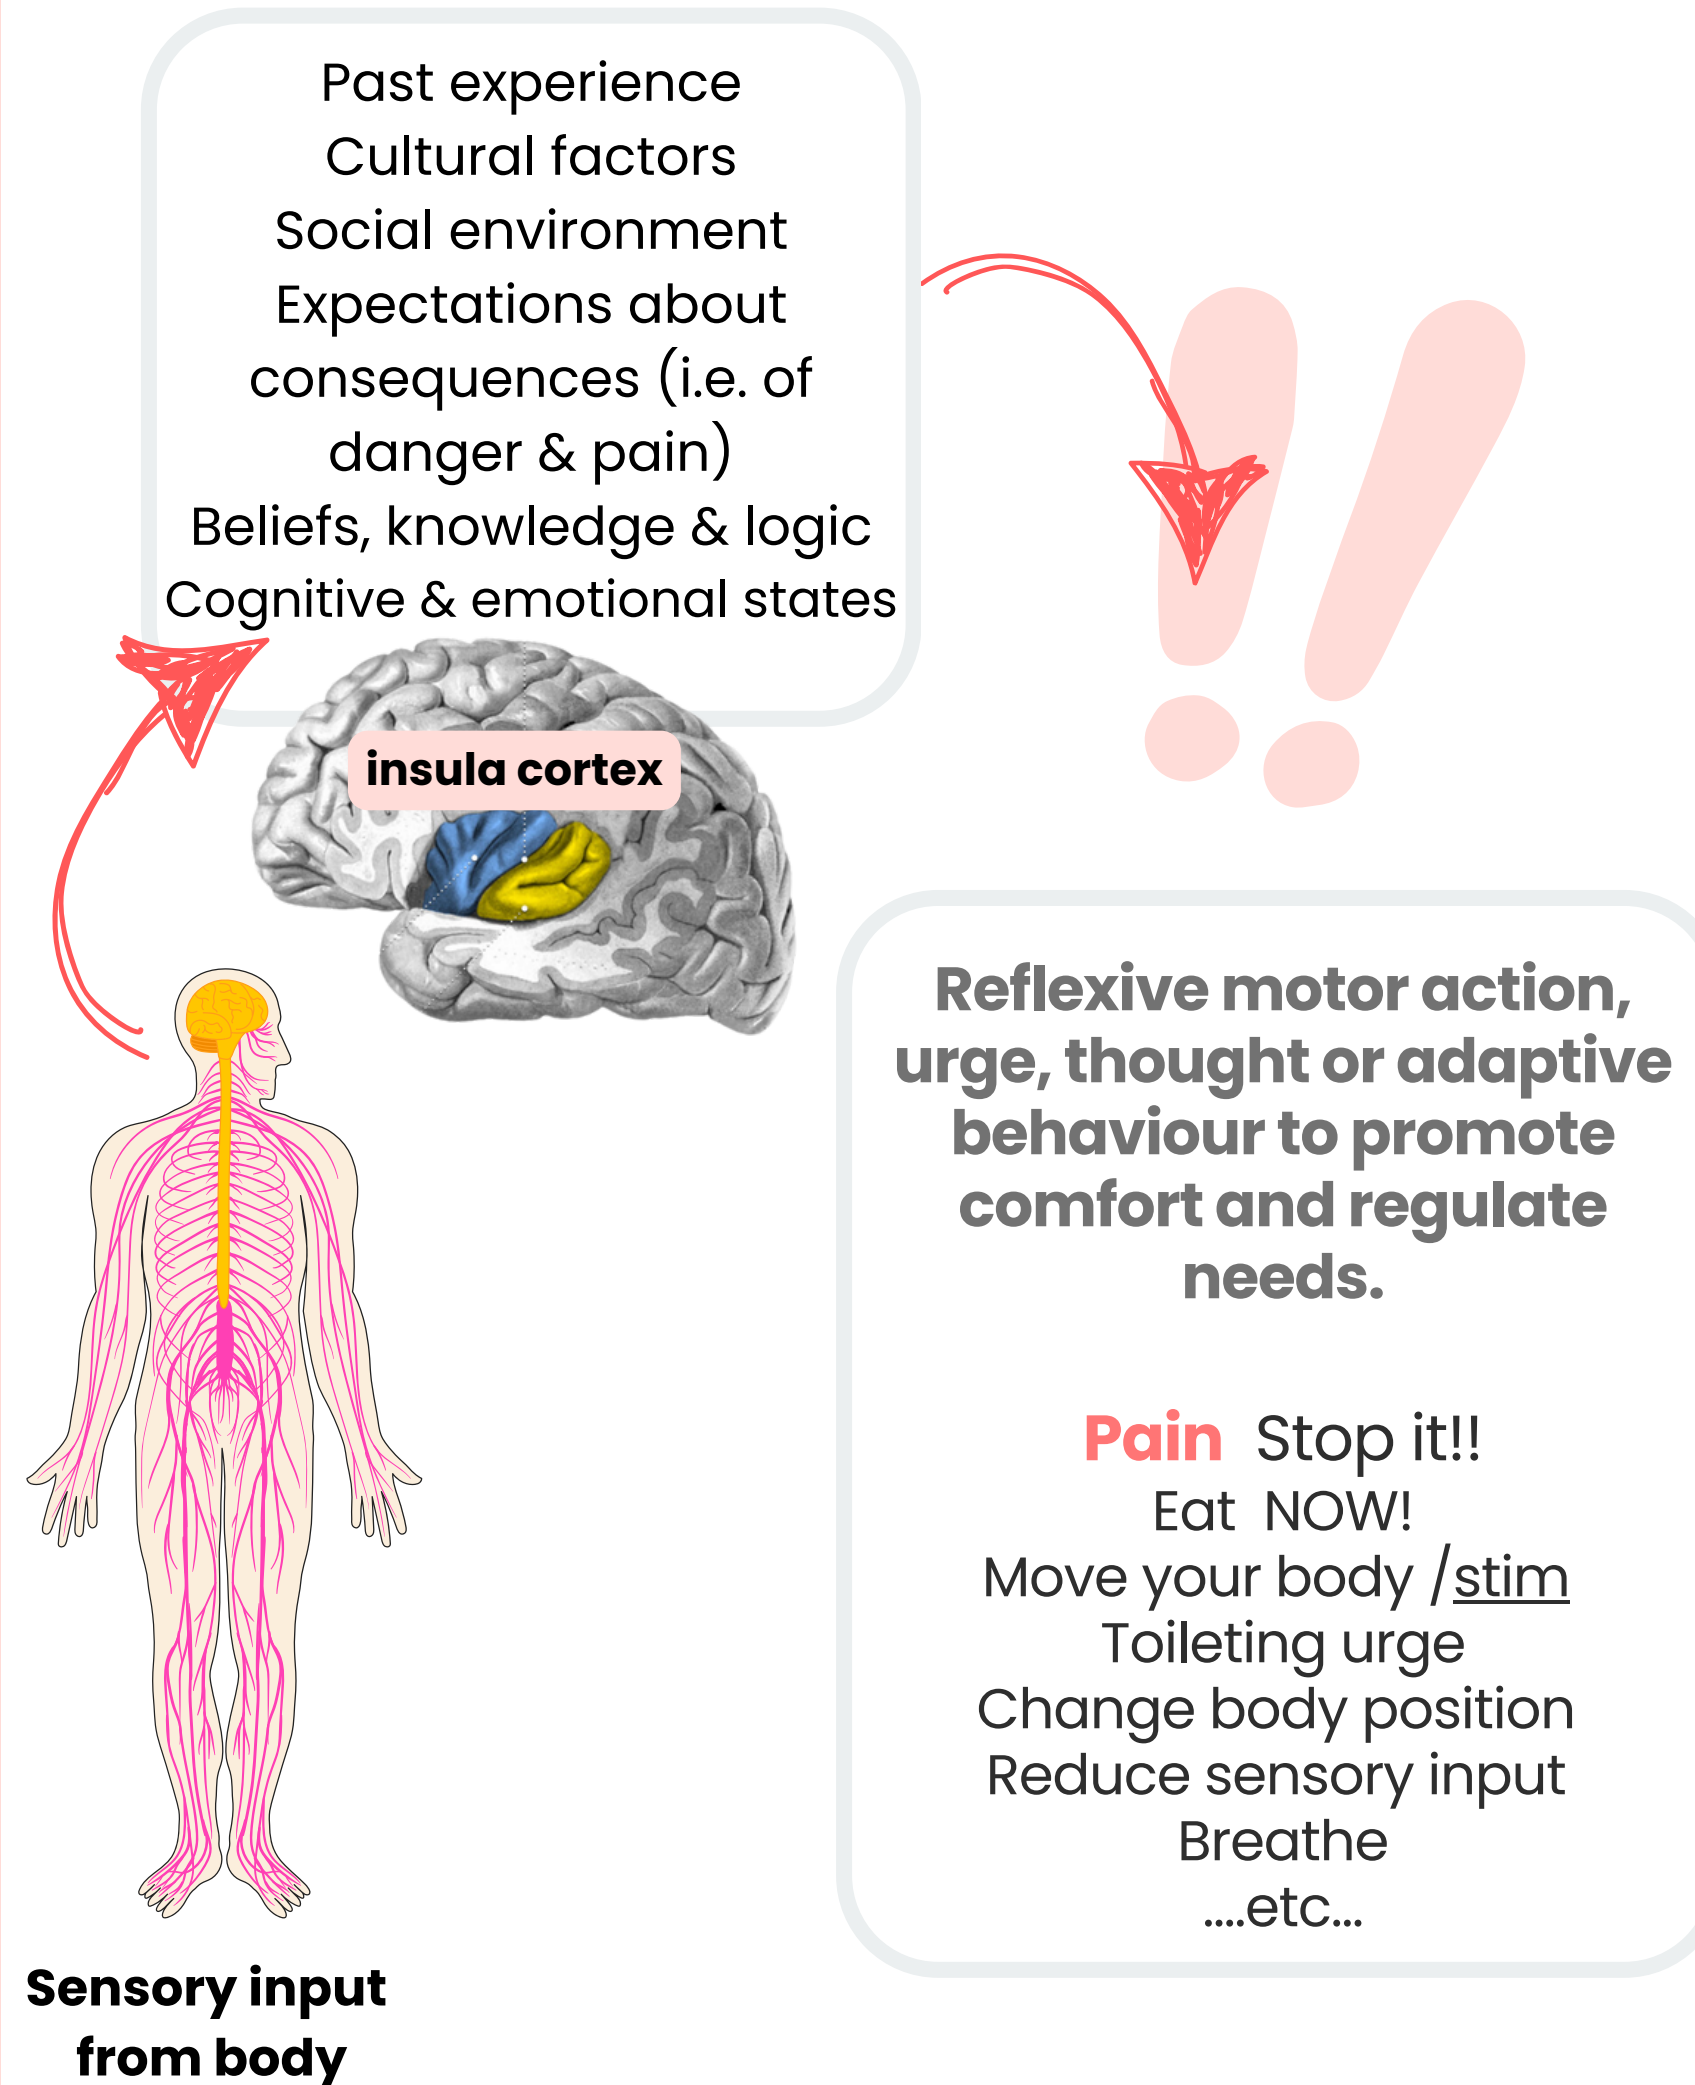 Past experience
Cultural factors
Social environment
Expectations about
consequences (i.e. of
danger & pain)
Beliefs, knowledge & logic
Cognitive & emotional states
insula cortex
Sensory input
from body
Reflexive motor action,
urge, thought or adaptive
behaviour to promote
comfort and regulate
needs.
Pain Stop it!!
Eat NOW!
Move your body /stim
Toileting urge
Change body position
Reduce sensory input
Breathe
....etc...